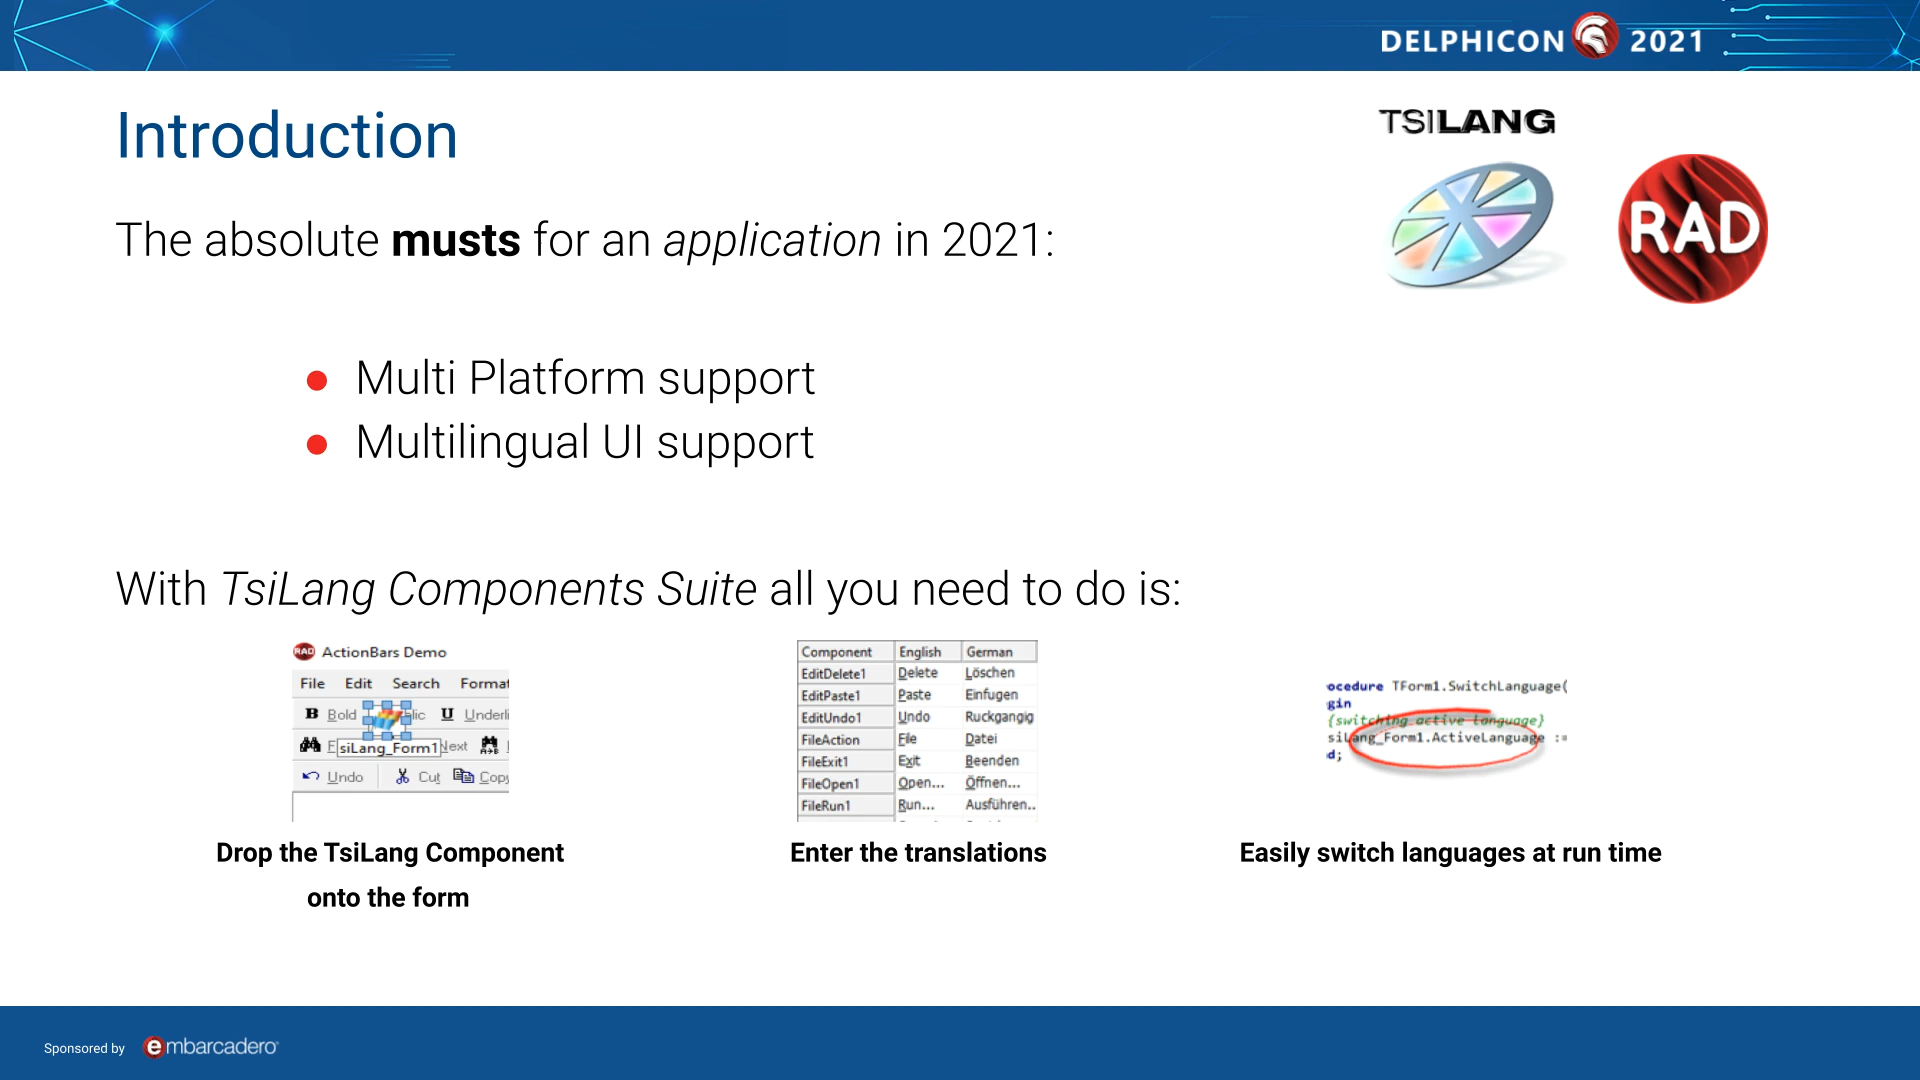 DELPHICON 2021
Introduction
TSILANG
RAD
The absolute musts for an application in 2021:
● Multi Platform support
● Multilingual UI support
With TsiLang Components Suite all you need to do is:
RAD ActionBars Demo
File Edit Search Format
B Bold lic U Underli
F siLang_Form1 Next
Undo Cut Copy
Component English German
EditDelete1 Delete Löschen
EditPaste1 Paste Einfugen
EditUndo1 Undo Ruckgangig
FileAction File Datei
FileExit1 Exit Beenden
FileOpen1 Open... Öffnen...
FileRun1 Run... Ausführen..
ocedure TForm1.SwitchLanguage(
gin
{switching active language}
siLang_Form1.ActiveLanguage :=
d;
Drop the TsiLang Component
onto the form
Enter the translations
Easily switch languages at run time
Sponsored by embarcadero